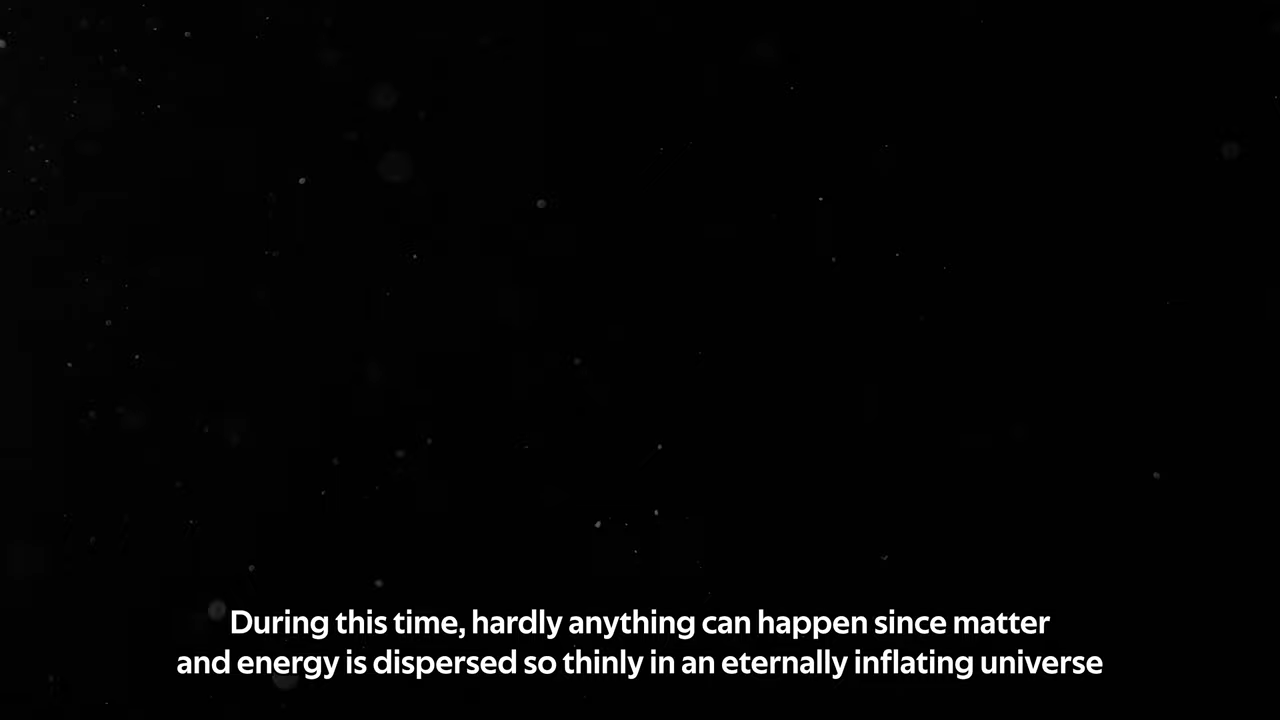 During this time, hardly anything can happen since matter
and energy is dispersed so thinly in an eternally inflating universe